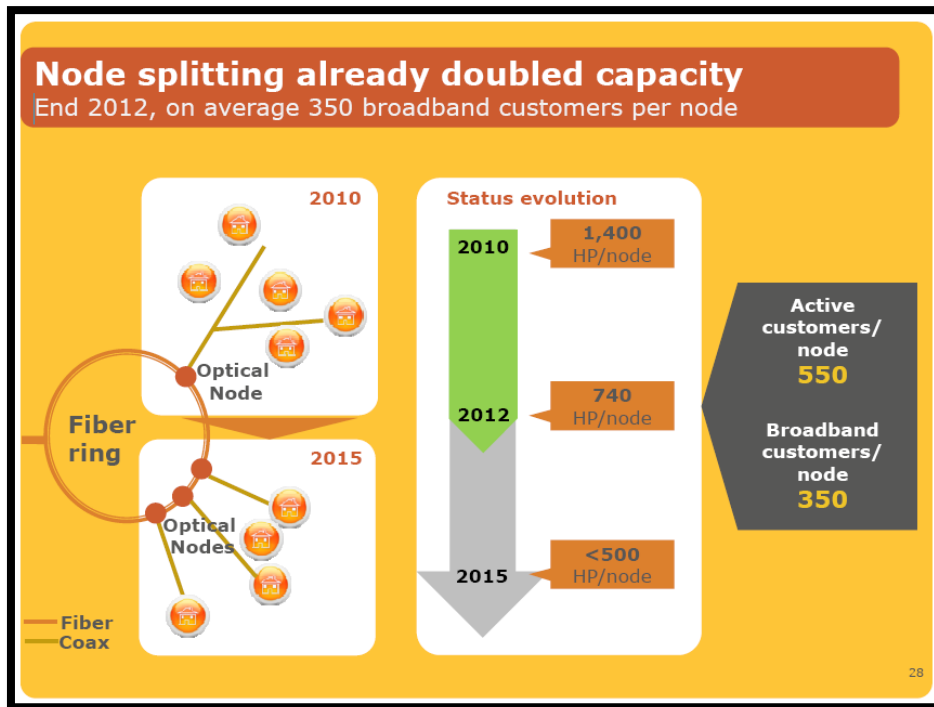 Node splitting already doubled capacity
End 2012, on average 350 broadband customers per node
2010
Optical
Node
Fiber
ring
2015
Optical
Nodes
Fiber
Coax
Status evolution
2010
1,400
HP/node
2012
740
HP/node
2015
<500
HP/node
Active
customers/
node
550
Broadband
customers/
node
350
28